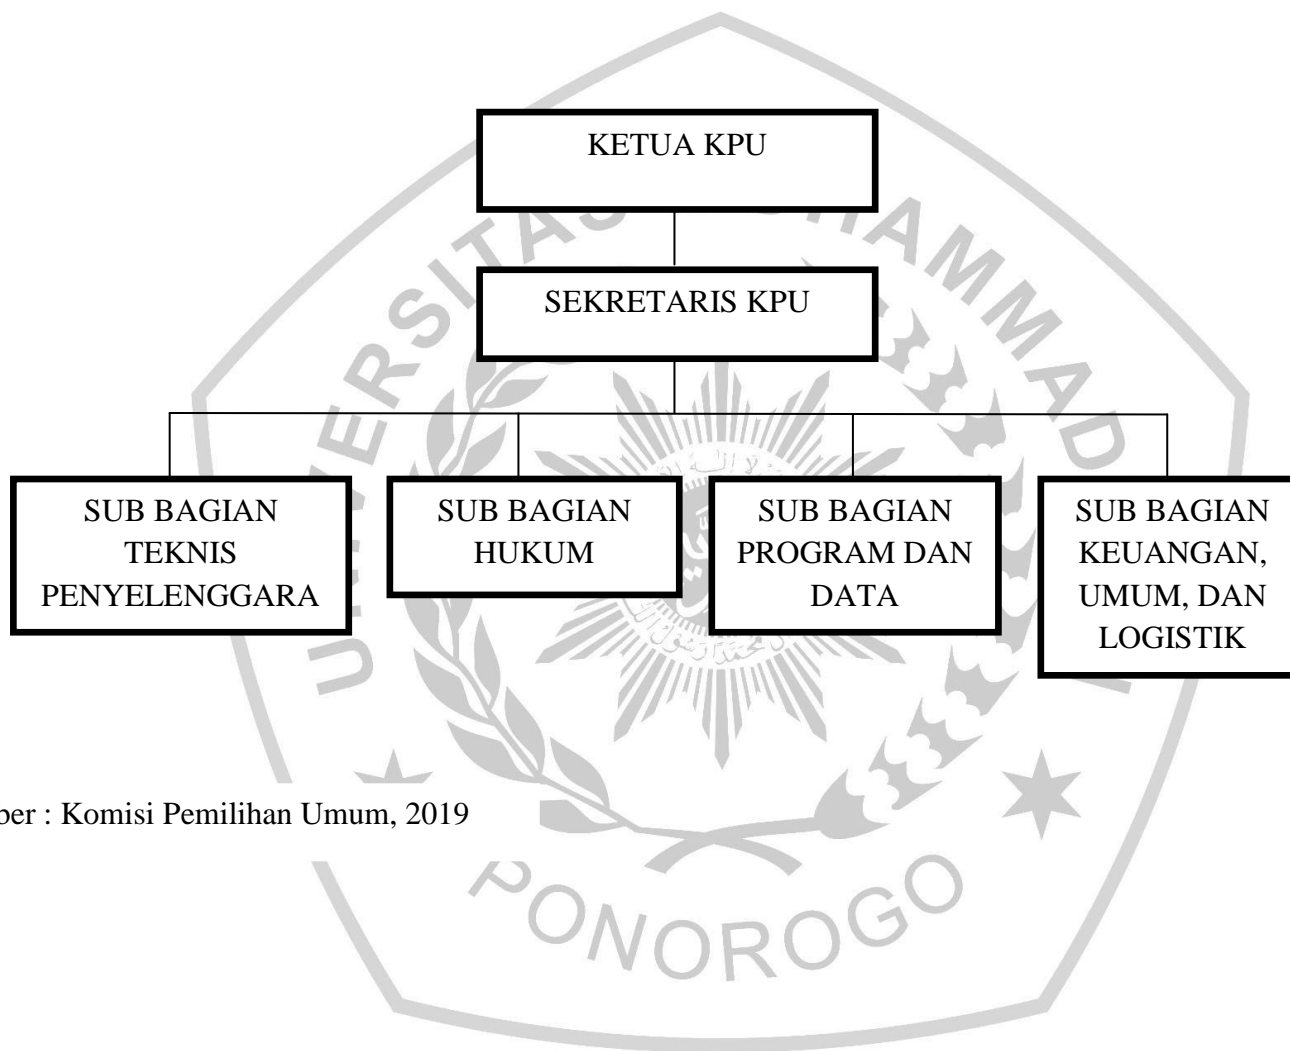 KETUA KPU
SEKRETARIS KPU
SUB BAGIAN
TEKNIS
PENYELENGGARA
SUB BAGIAN
HUKUM
SUB BAGIAN
PROGRAM DAN
DATA
SUB BAGIAN
KEUANGAN,
UMUM, DAN
LOGISTIK
ber : Komisi Pemilihan Umum, 2019
PONOROGO